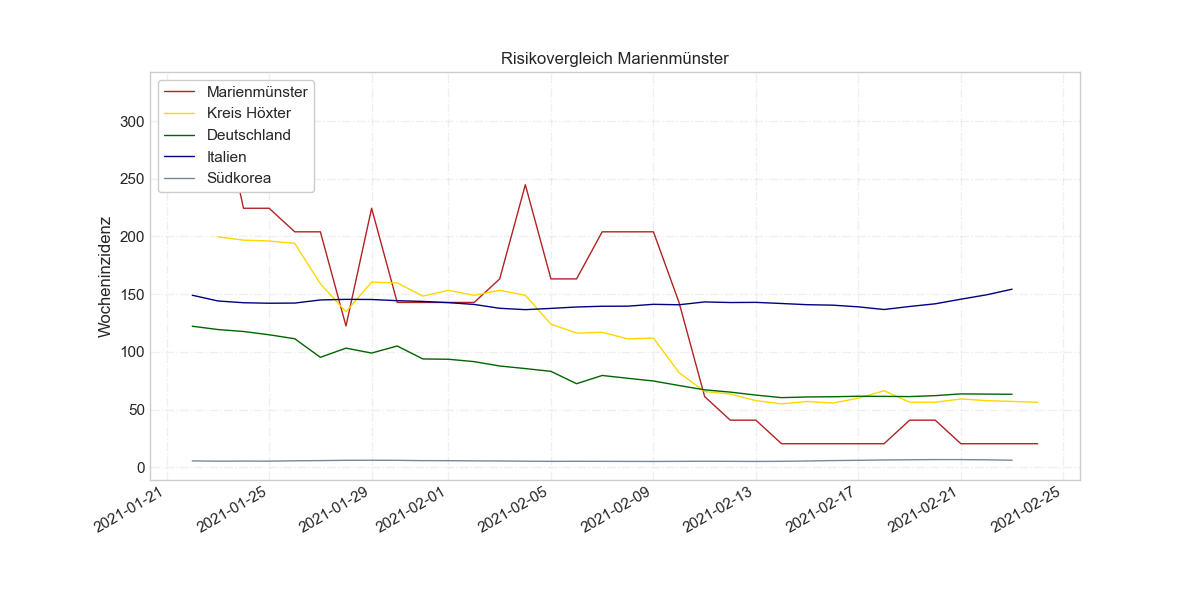 Risikovergleich Marienmünster
Marienmünster
Kreis Höxter
Deutschland
Italien
Südkorea
Wocheninzidenz
300
250
200
150
100
50
0
2021-01-21
2021-01-25
2021-01-29
2021-02-01
2021-02-05
2021-02-09
2021-02-13
2021-02-17
2021-02-21
2021-02-25